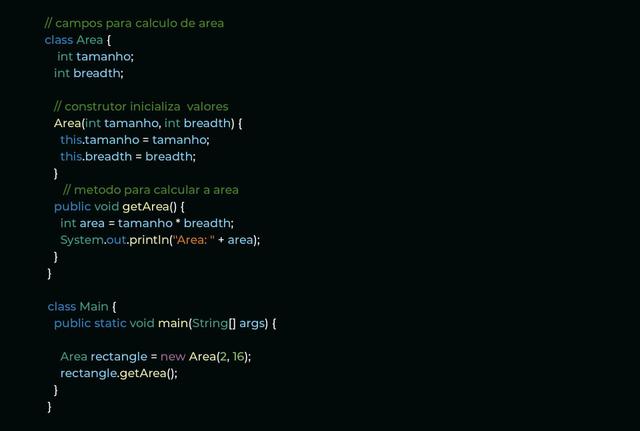 // campos para calculo de area
class Area {
int tamanho;
int breadth;
// construtor inicializa  valores
Area(int tamanho, int breadth) {
this.tamanho = tamanho;
this.breadth = breadth;
}
// metodo para calcular a area
public void getArea() {
int area = tamanho * breadth;
System.out.println("Area: " + area);
}
}
class Main {
public static void main(String[] args) {
Area rectangle = new Area(2, 16);
rectangle.getArea();
}
}